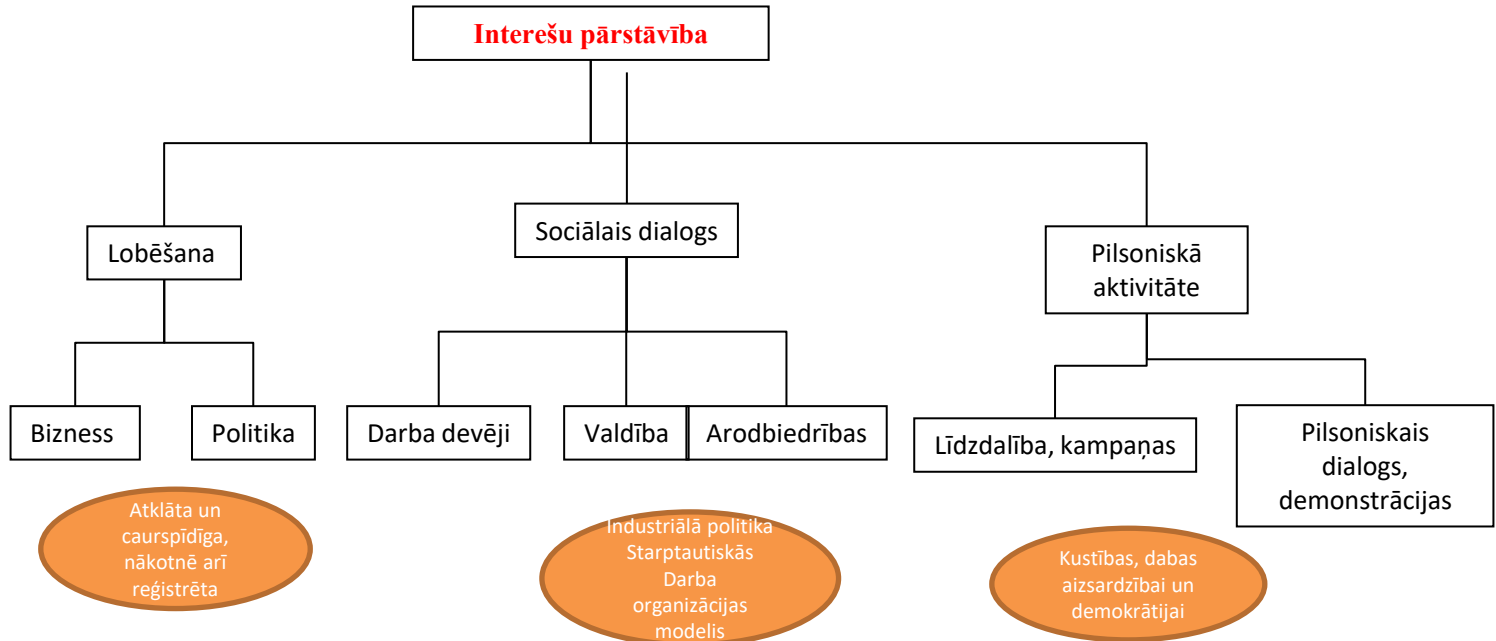 Interešu pārstāvība
Lobēšana
Sociālais dialogs
Pilsoniskā
aktivitāte
Bizness
Politika
Darba devēji
Valdība
Arodbiedrības
Līdzdalība, kampaņas
Pilsoniskais
dialogs,
demonstrācijas
Atklāta un
caurspīdīga,
nākotnē arī
reģistrēta
Industriālā politika
Starptautiskās
Darba
organizācijas
modelis
Kustības, dabas
aizsardzībai un
demokrātijai